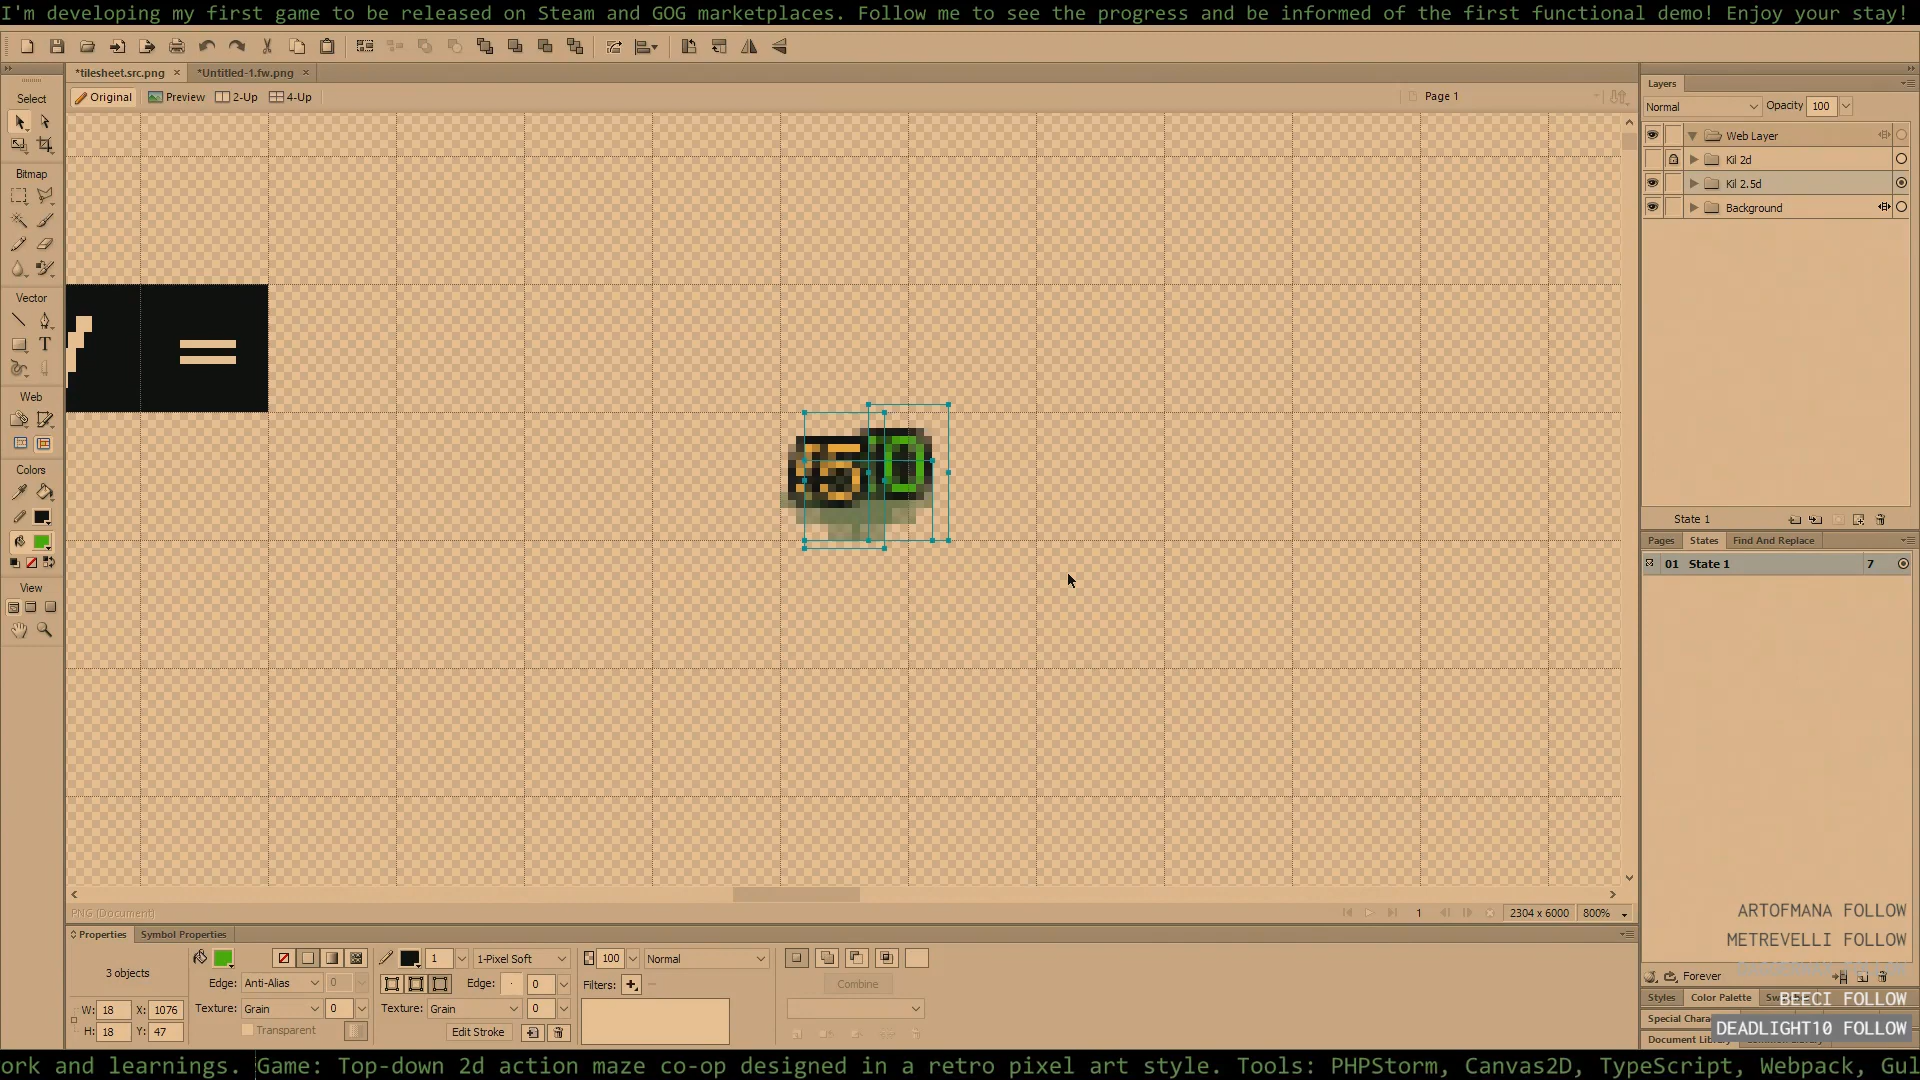 I'm developing my first game to be released on Steam and GOG marketplaces. Follow me to see the progress and be informed of the first functional demo! Enjoy your stay!
*tilesheet.src.png
*Untitled-1.fw.png
Original
Preview
2-Up
4-Up
Page 1
Select
Bitmap
Vector
Web
Colors
View
=
50
Layers
Normal
Opacity 100
Web Layer
Kil 2d
Kil 2.5d
Background
State 1
Pages
States
Find And Replace
01 State 1 7
PNG (Document)
1
2304 x 6000
800%
Properties
Symbol Properties
3 objects
W: 18 X: 1076
H: 18 Y: 47
Edge: Anti-Alias 0
Texture: Grain 0
Transparent
1 1-Pixel Soft
Edge: 0
Texture: Grain 0
Edit Stroke
100 Normal
Filters:
Combine
ARTOFMANA FOLLOW
METREVELLI FOLLOW
Forever
BEECI FOLLOW
Styles
Color Palette
Special Chara
DEADLIGHT10 FOLLOW
Document Library
ork and learnings. Game: Top-down 2d action maze co-op designed in a retro pixel art style. Tools: PHPStorm, Canvas2D, TypeScript, Webpack, Gul